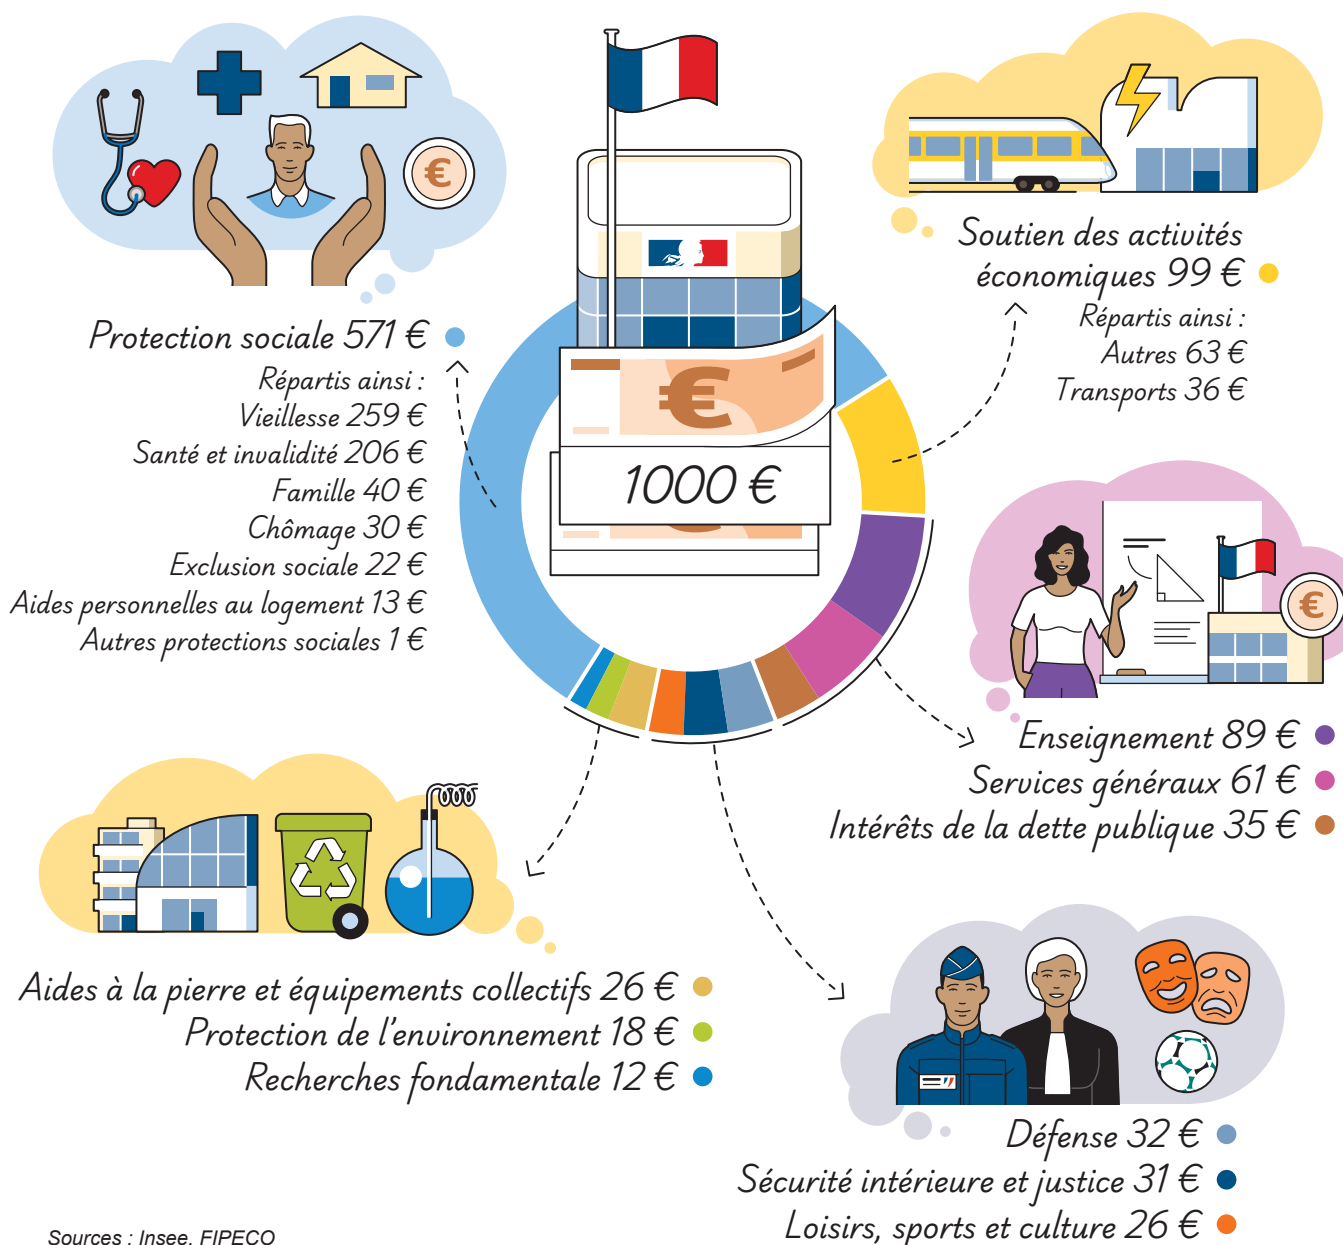 Protection sociale 571 €
Répartis ainsi :
Vieillesse 259 €
Santé et invalidité 206 €
Famille 40 €
Chômage 30 €
Exclusion sociale 22 €
Aides personnelles au logement 13 €
Autres protections sociales 1 €
€
€
1000 €
Soutien des activités
économiques 99 €
Répartis ainsi :
Autres 63 €
Transports 36 €
€
Enseignement 89 €
Services généraux 61 €
Intérêts de la dette publique 35 €
Aides à la pierre et équipements collectifs 26 €
Protection de l'environnement 18 €
Recherches fondamentale 12 €
Défense 32 €
Sécurité intérieure et justice 31 €
Loisirs, sports et culture 26 €
Sources : Insee, FIPECO